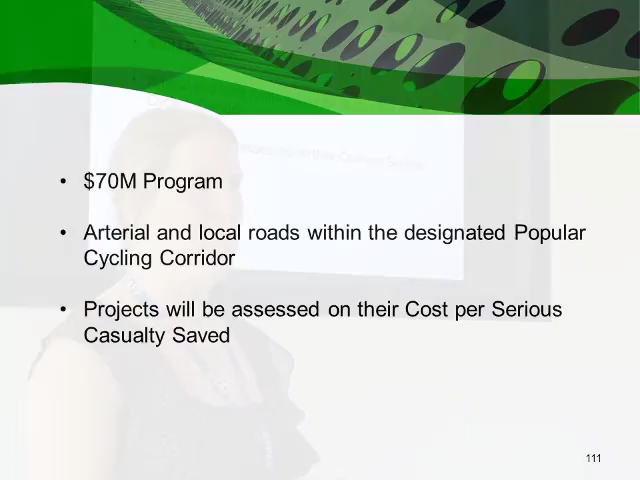 • $70M Program
• Arterial and local roads within the designated Popular
Cycling Corridor
• Projects will be assessed on their Cost per Serious
Casualty Saved
111